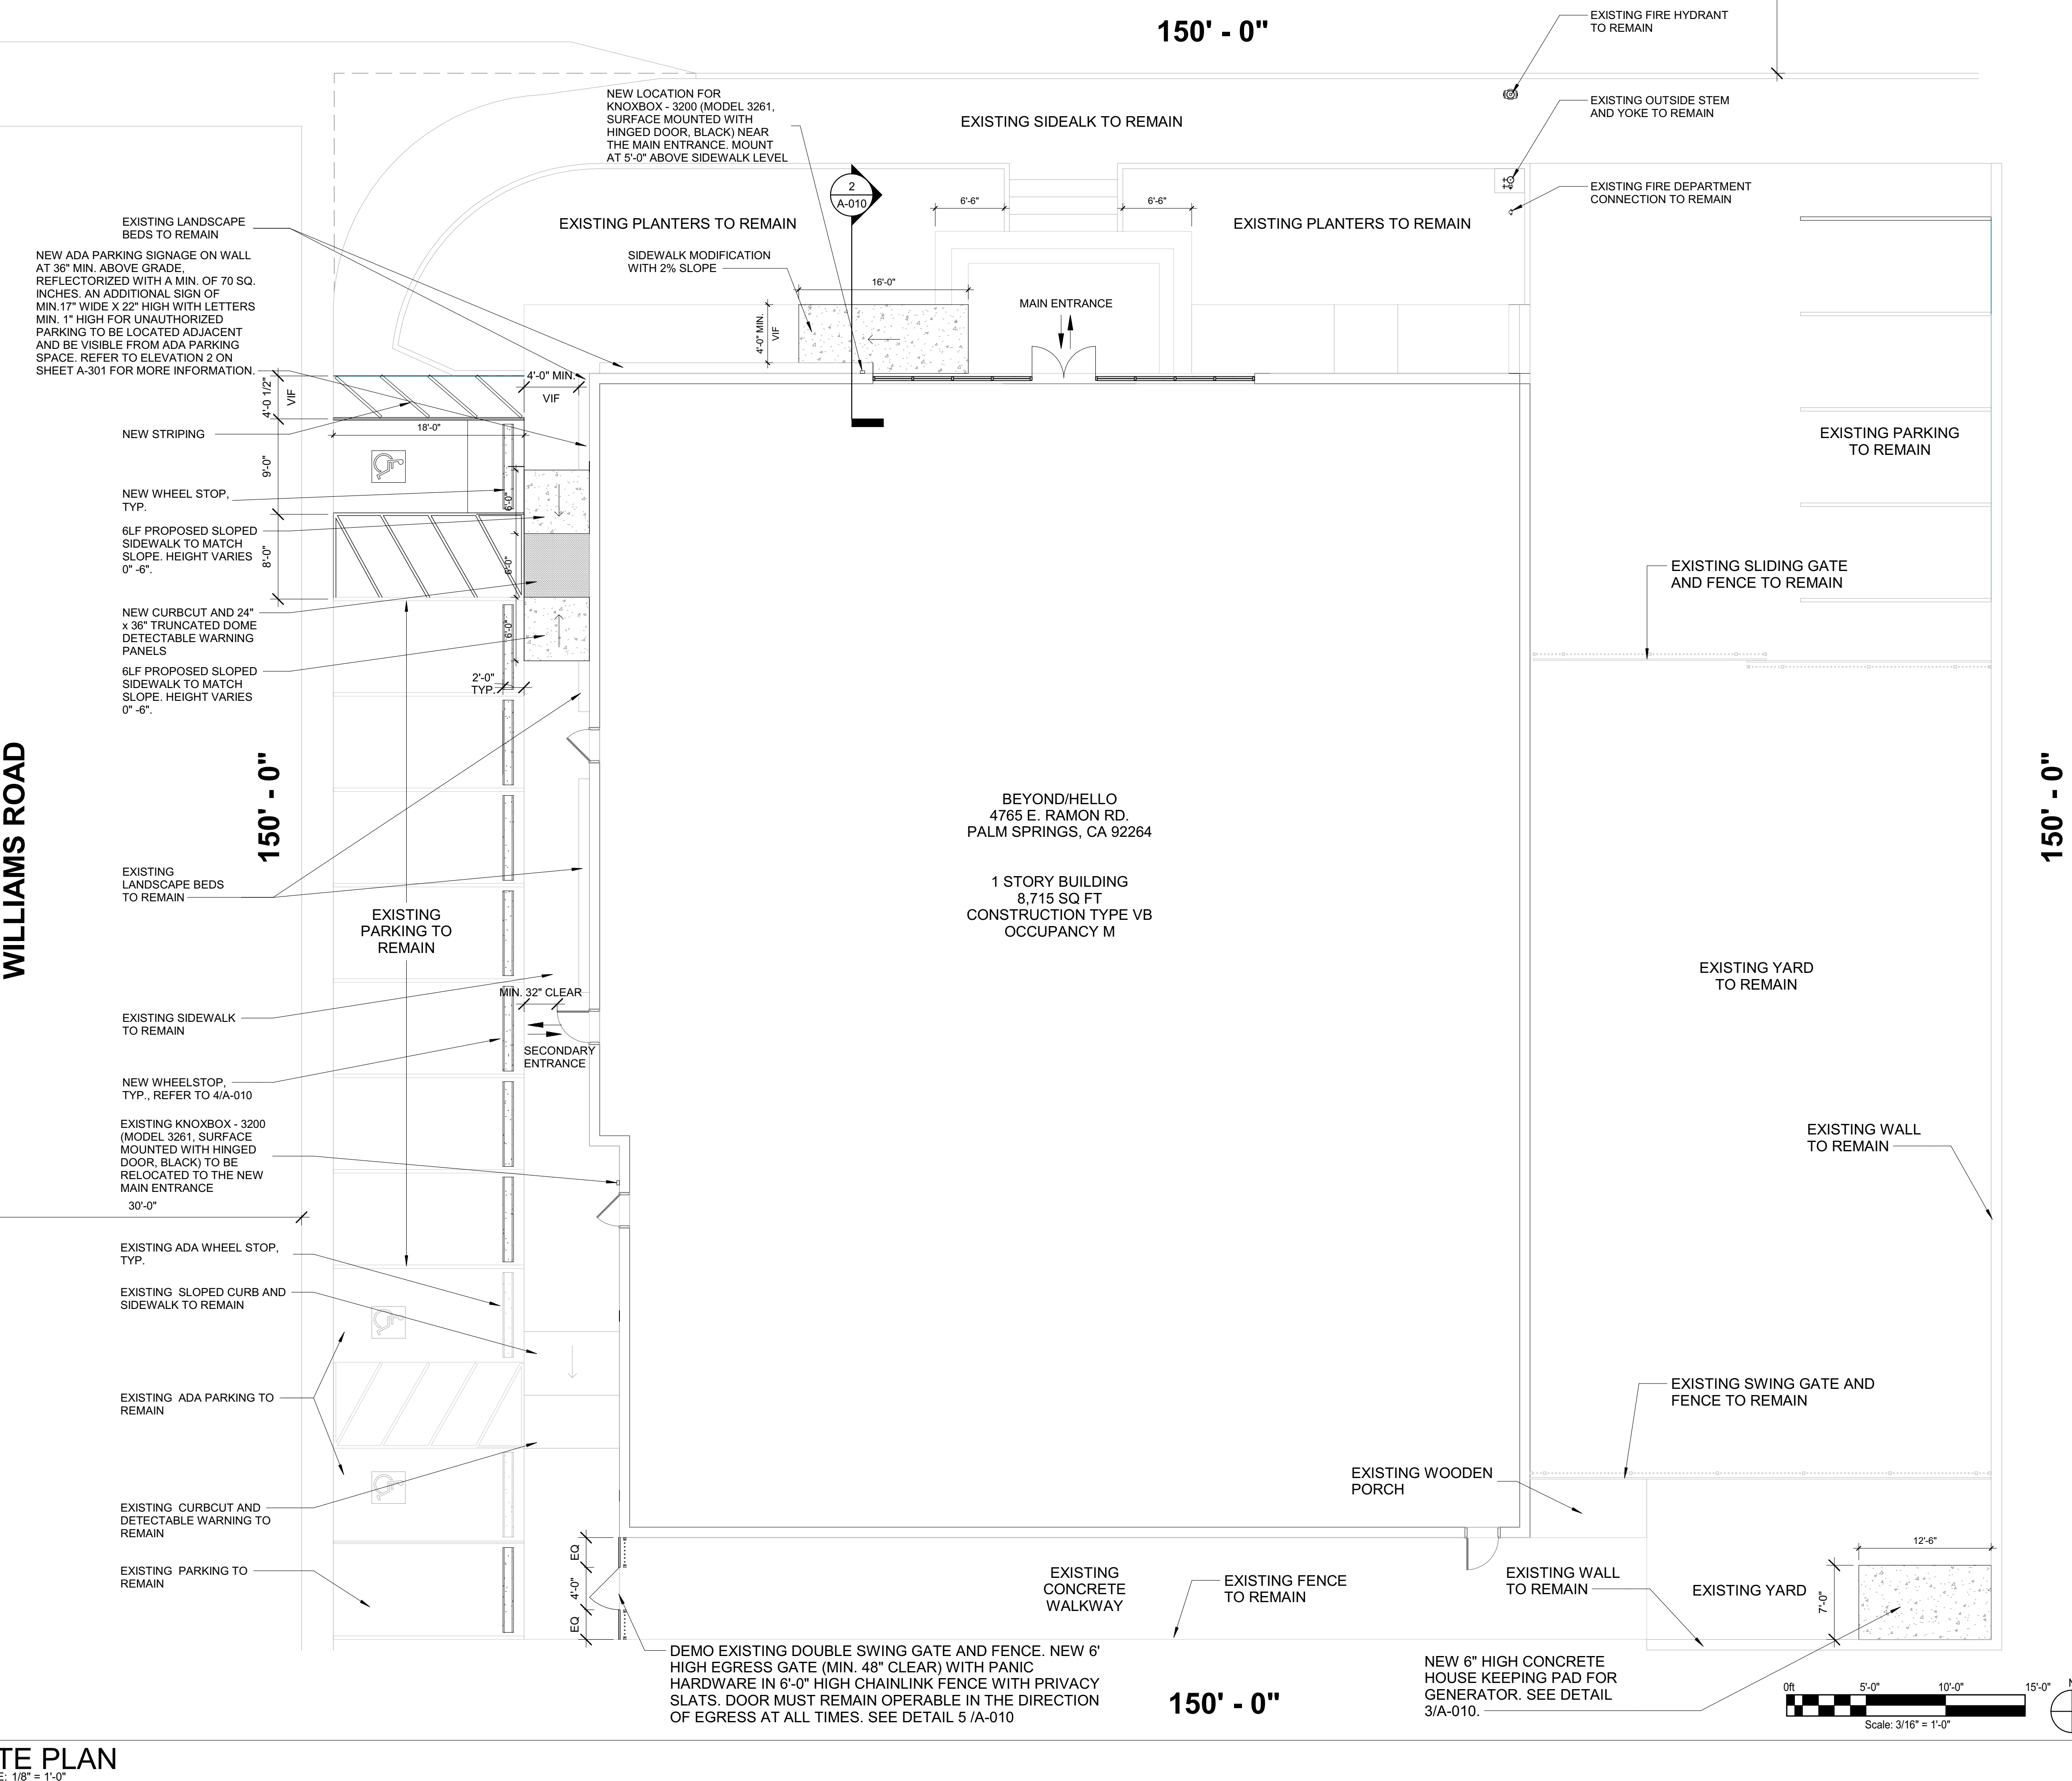 150' - 0"
EXISTING FIRE HYDRANT
TO REMAIN
NEW LOCATION FOR
KNOXBOX - 3200 (MODEL 3261,
SURFACE MOUNTED WITH
HINGED DOOR, BLACK) NEAR
THE MAIN ENTRANCE. MOUNT
AT 5'-0" ABOVE SIDEWALK LEVEL
EXISTING SIDEALK TO REMAIN
EXISTING OUTSIDE STEM
AND YOKE TO REMAIN
2
A-010
EXISTING FIRE DEPARTMENT
CONNECTION TO REMAIN
6'-6"
6'-6"
EXISTING PLANTERS TO REMAIN
EXISTING PLANTERS TO REMAIN
EXISTING LANDSCAPE
BEDS TO REMAIN
SIDEWALK MODIFICATION
WITH 2% SLOPE
NEW ADA PARKING SIGNAGE ON WALL
AT 36" MIN. ABOVE GRADE,
REFLECTORIZED WITH A MIN. OF 70 SQ.
INCHES. AN ADDITIONAL SIGN OF
MIN.17" WIDE X 22" HIGH WITH LETTERS
MIN. 1" HIGH FOR UNAUTHORIZED
PARKING TO BE LOCATED ADJACENT
AND BE VISIBLE FROM ADA PARKING
SPACE. REFER TO ELEVATION 2 ON
SHEET A-301 FOR MORE INFORMATION.
16'-0"
4'-0" MIN.
VIF
MAIN ENTRANCE
4'-0" MIN.
VIF
4'-0 1/2"
VIF
18'-0"
NEW STRIPING
9'-0"
EXISTING PARKING
TO REMAIN
NEW WHEEL STOP,
TYP.
6'-0"
6LF PROPOSED SLOPED
SIDEWALK TO MATCH
SLOPE. HEIGHT VARIES
0" -6".
8'-0"
6'-0"
EXISTING SLIDING GATE
AND FENCE TO REMAIN
NEW CURBCUT AND 24"
x 36" TRUNCATED DOME
DETECTABLE WARNING
PANELS
6'-0"
6LF PROPOSED SLOPED
SIDEWALK TO MATCH
SLOPE. HEIGHT VARIES
0" -6".
2'-0"
TYP.
WILLIAMS ROAD
150' - 0"
150' - 0"
BEYOND/HELLO
4765 E. RAMON RD.
PALM SPRINGS, CA 92264
1 STORY BUILDING
8,715 SQ FT
CONSTRUCTION TYPE VB
OCCUPANCY M
EXISTING
LANDSCAPE BEDS
TO REMAIN
EXISTING
PARKING TO
REMAIN
EXISTING YARD
TO REMAIN
MIN. 32" CLEAR
EXISTING SIDEWALK
TO REMAIN
SECONDARY
ENTRANCE
NEW WHEELSTOP,
TYP., REFER TO 4/A-010
EXISTING KNOXBOX - 3200
(MODEL 3261, SURFACE
MOUNTED WITH HINGED
DOOR, BLACK) TO BE
RELOCATED TO THE NEW
MAIN ENTRANCE
30'-0"
EXISTING WALL
TO REMAIN
EXISTING ADA WHEEL STOP,
TYP.
EXISTING SLOPED CURB AND
SIDEWALK TO REMAIN
EXISTING ADA PARKING TO
REMAIN
EXISTING SWING GATE AND
FENCE TO REMAIN
EXISTING WOODEN
PORCH
EXISTING CURBCUT AND
DETECTABLE WARNING TO
REMAIN
EXISTING PARKING TO
REMAIN
EQ
4'-0"
EQ
EXISTING
CONCRETE
WALKWAY
EXISTING FENCE
TO REMAIN
EXISTING WALL
TO REMAIN
EXISTING YARD
12'-6"
7'-0"
DEMO EXISTING DOUBLE SWING GATE AND FENCE. NEW 6'
HIGH EGRESS GATE (MIN. 48" CLEAR) WITH PANIC
HARDWARE IN 6'-0" HIGH CHAINLINK FENCE WITH PRIVACY
SLATS. DOOR MUST REMAIN OPERABLE IN THE DIRECTION
OF EGRESS AT ALL TIMES. SEE DETAIL 5 /A-010
150' - 0"
NEW 6" HIGH CONCRETE
HOUSE KEEPING PAD FOR
GENERATOR. SEE DETAIL
3/A-010.
0ft 5'-0" 10'-0" 15'-0"
Scale: 3/16" = 1'-0"
TE PLAN
E: 1/8" = 1'-0"